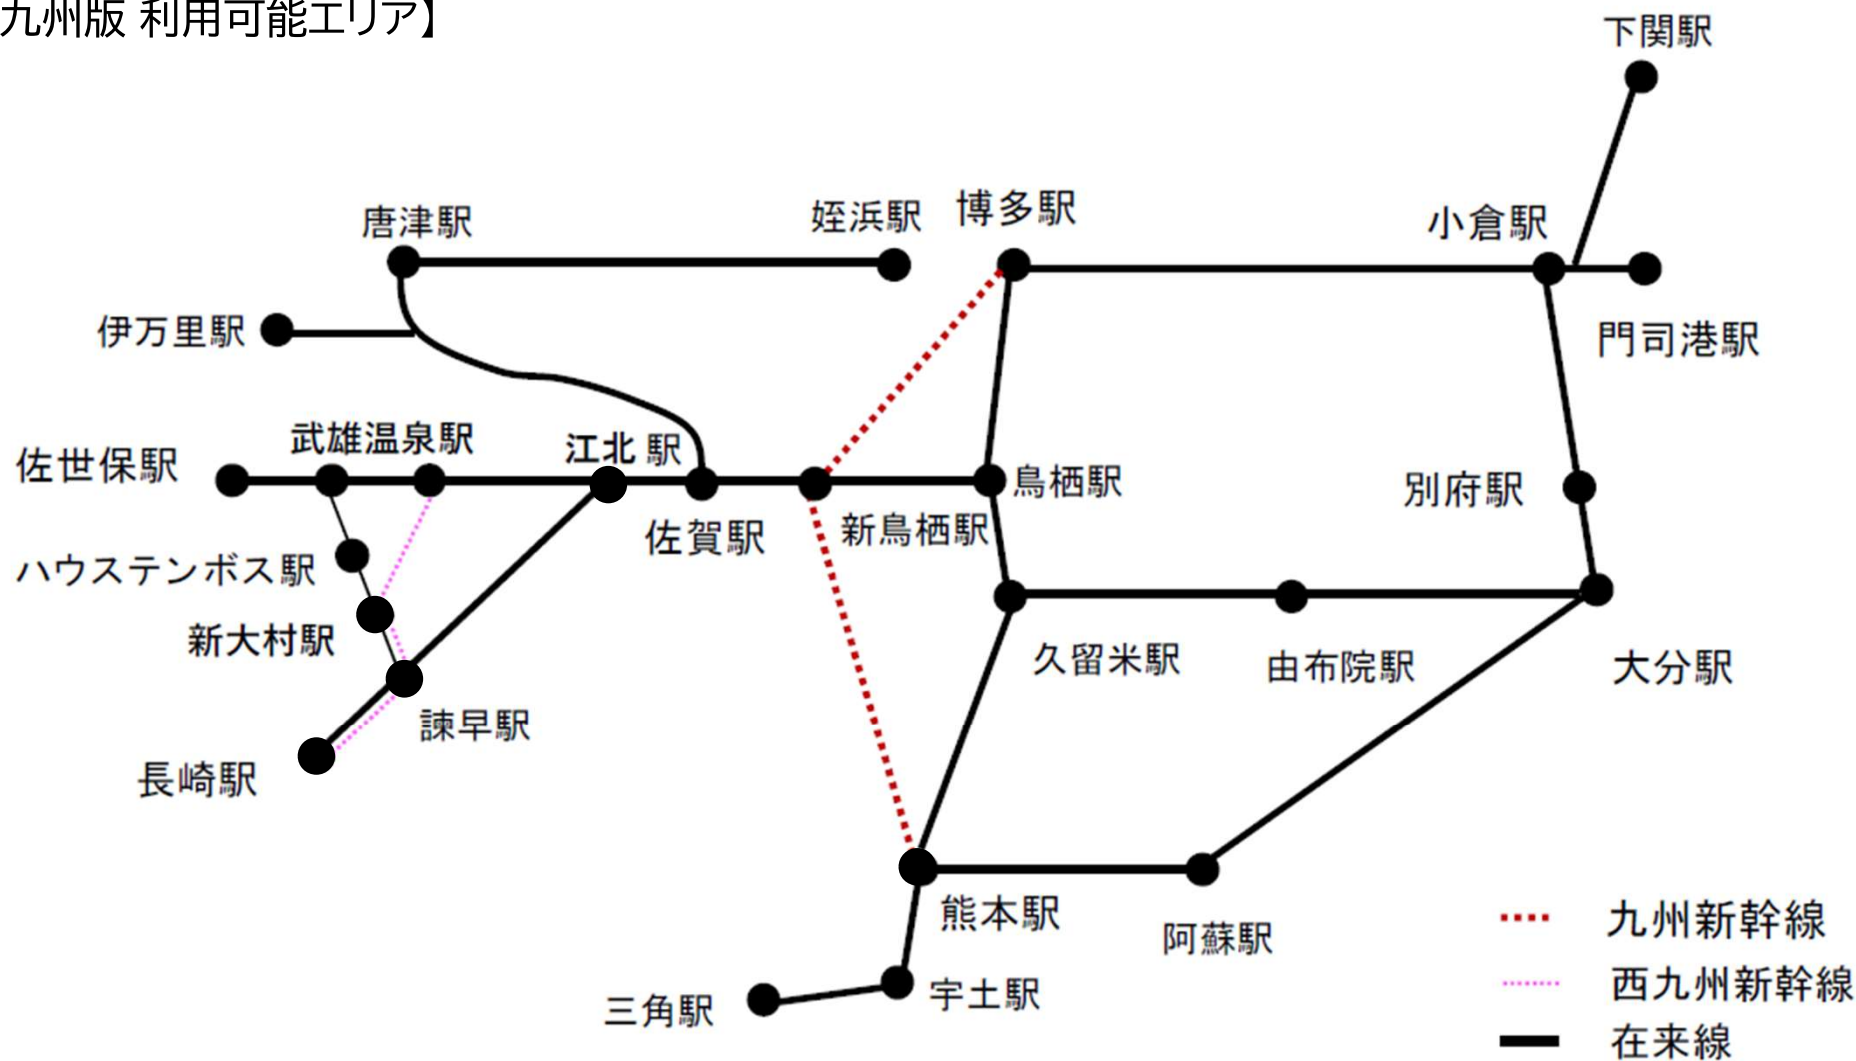 九州版 利用可能エリア】
下関駅
唐津駅
姪浜駅
博多駅
小倉駅
伊万里駅
門司港駅
武雄温泉駅
江北 駅
佐世保駅
鳥栖駅
別府駅
佐賀駅
新鳥栖駅
ハウステンボス駅
新大村駅
久留米駅
由布院駅
大分駅
諫早駅
長崎駅
熊本駅
阿蘇駅
三角駅
宇土駅
九州新幹線
西九州新幹線
在来線